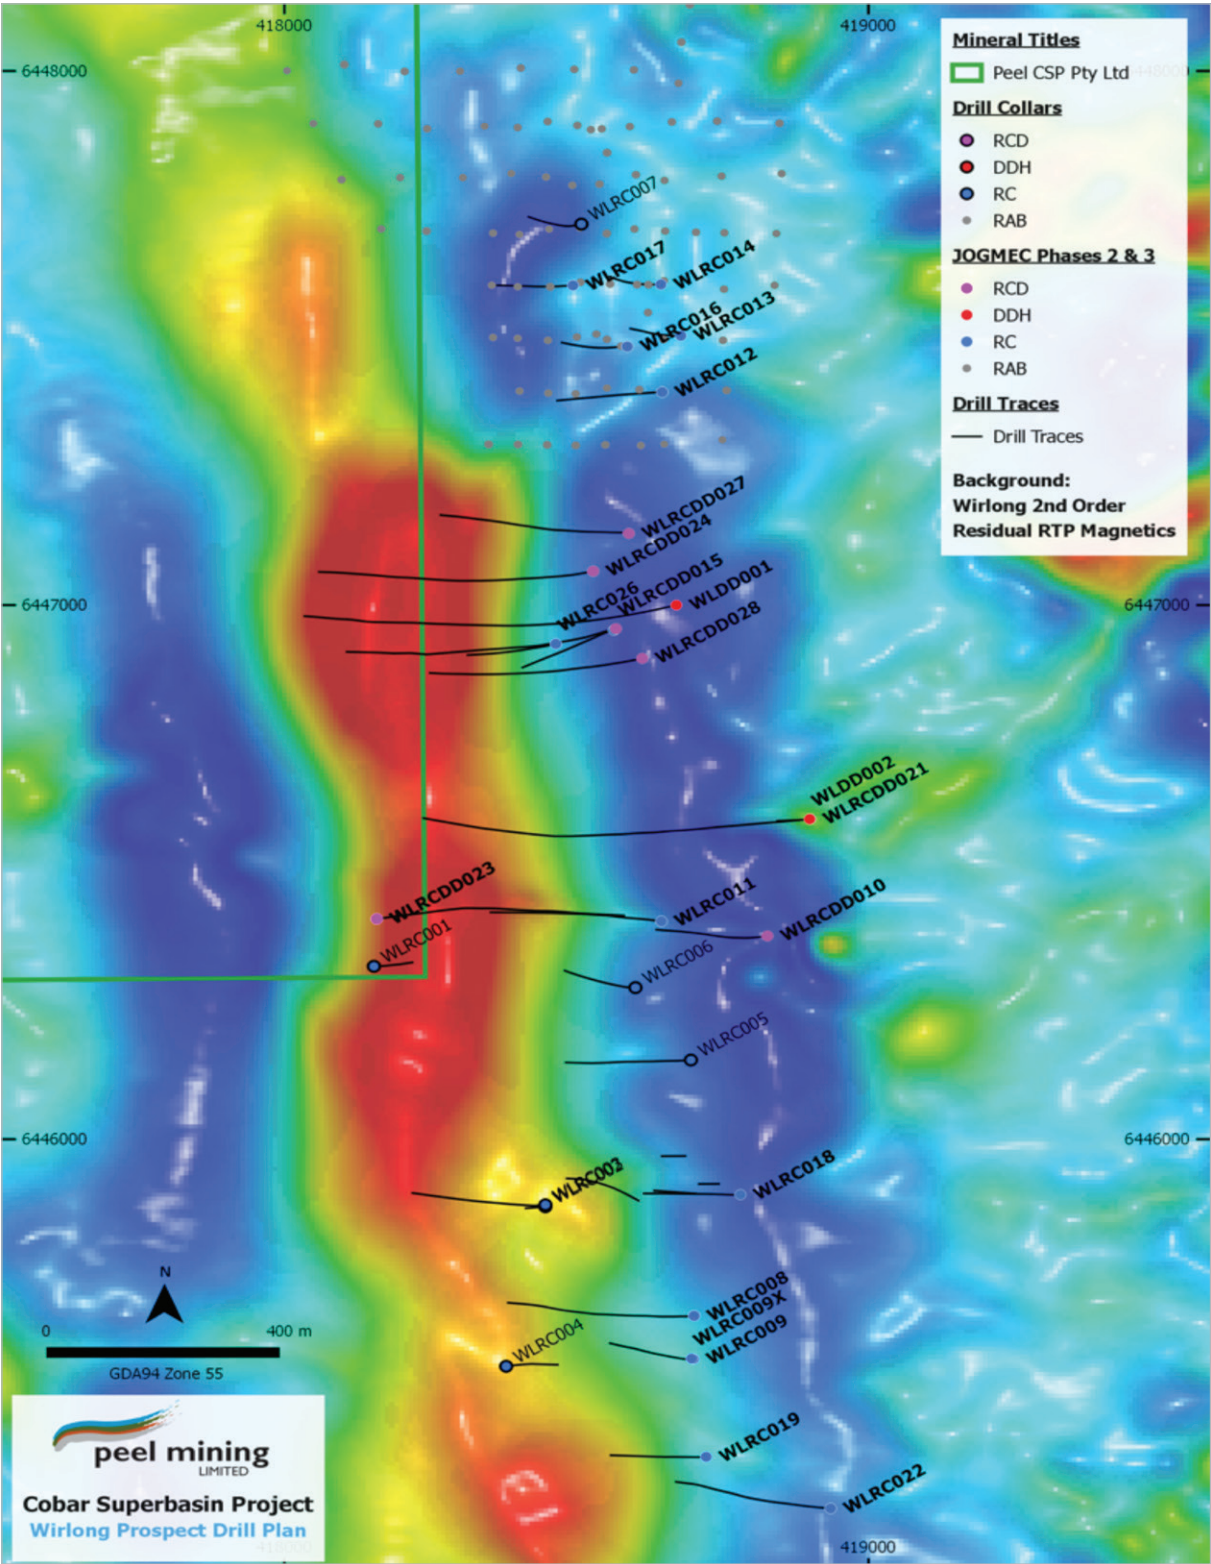 418000
419000
6448000
448000
Mineral Titles
Peel CSP Pty Ltd
Drill Collars
RCD
DDH
RC
RAB
JOGMEC Phases 2 & 3
RCD
DDH
RC
RAB
Drill Traces
Drill Traces
Background:
Wirlong 2nd Order
Residual RTP Magnetics
WLRC007
WLRC017
WLRC014
WLRC016
WLRC013
WLRC012
WLRCDD027
WLRCDD024
WLRCDD015
WLRC026
WLDD001
WLRCDD028
6447000
6447000
WLDD002
WLRCDD021
WLRCDD023
WLRC011
WLRCDD010
WLRC001
WLRC006
WLRC005
6446000
6446000
WLRC018
WLRC008
WLRC009X
WLRC009
WLRC004
WLRC019
WLRC022
N
0 400 m
GDA94 Zone 55
peel mining
LIMITED
Cobar Superbasin Project
Wirlong Prospect Drill Plan
418000
419000